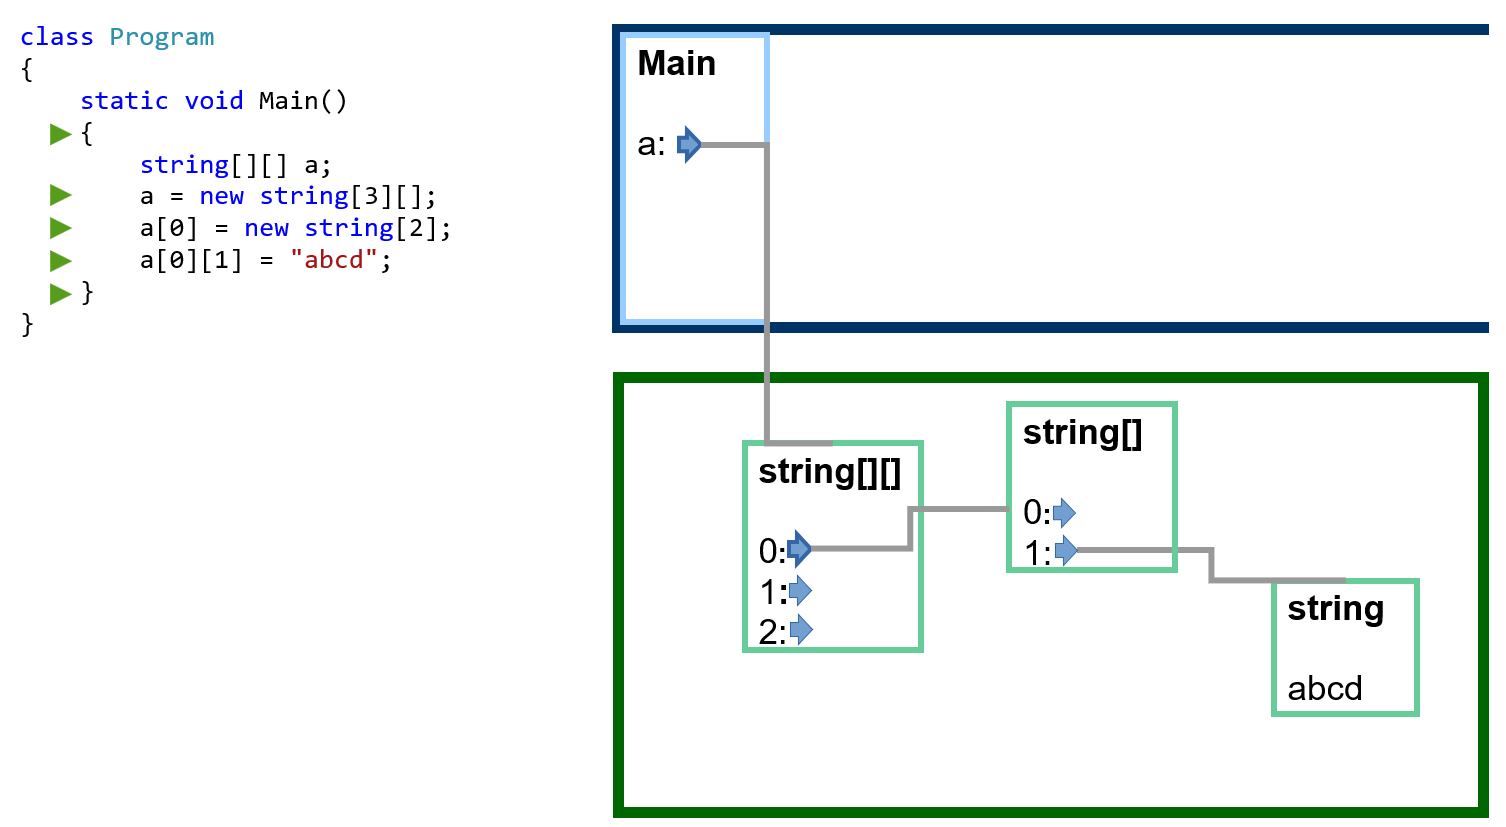 class Program
{
    static void Main()
    {
        string[][] a;
        a = new string[3][];
        a[0] = new string[2];
        a[0][1] = "abcd";
    }
}
Main
a:
string[][]
0:
1:
2:
string[]
0:
1:
string
abcd